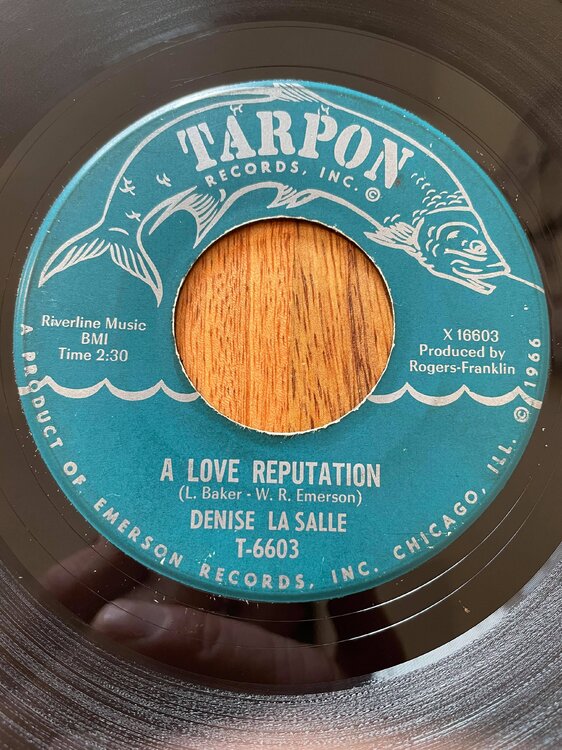 TARPON
RECORDS, INC. ©
Riverline Music
BMI
Time 2:30
X 16603
Produced by
Rogers-Franklin
A LOVE REPUTATION
(L. Baker - W. R. Emerson)
DENISE LA SALLE
T-6603
A PRODUCT OF EMERSON RECORDS, INC. CHICAGO, ILL. © 1966